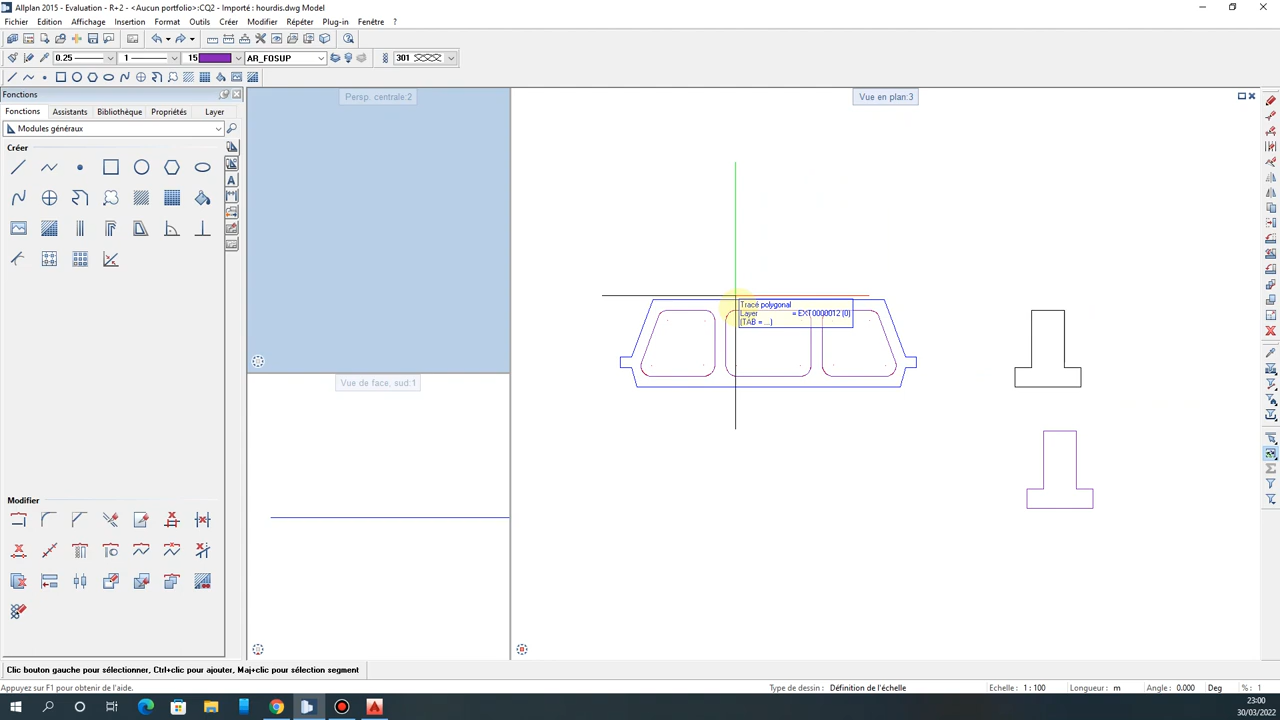 Allplan 2015 - Evaluation - R+2 - <Aucun portfolio>:CQ2 - Importé : hourdis.dwg Model
Fichier Edition Affichage Insertion Format Outils Créer Modifier Répéter Plug-in Fenêtre ?
0.25 1 15 AR_FOSUP 301
Fonctions
Fonctions Assistants Bibliothèque Propriétés Layer
Modules généraux
Créer
Modifier
Persp. centrale:2
Vue de face, sud:1
Vue en plan:3
Tracé polygonal
Layer = EXT0000012 (0)
(TAB = ...)
Clic bouton gauche pour sélectionner, Ctrl+clic pour ajouter, Maj+clic pour sélection segment
Appuyez sur F1 pour obtenir de l'aide.
Type de dessin : Définition de l'échelle Echelle : 1 : 100 Longueur : m Angle : 0.000 Deg % : 1
23:00
30/03/2022